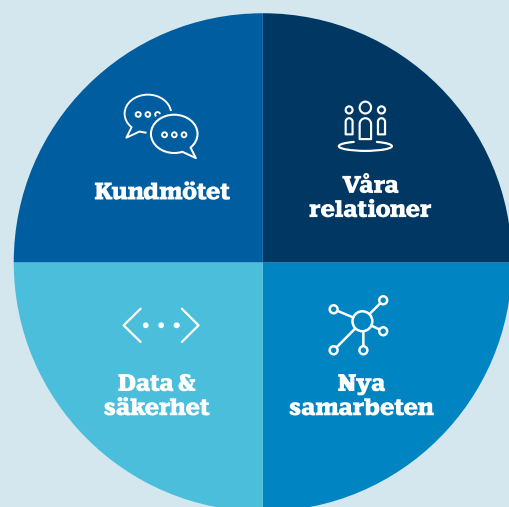 Kundmötet
Våra
relationer
Data &
säkerhet
Nya
samarbeten